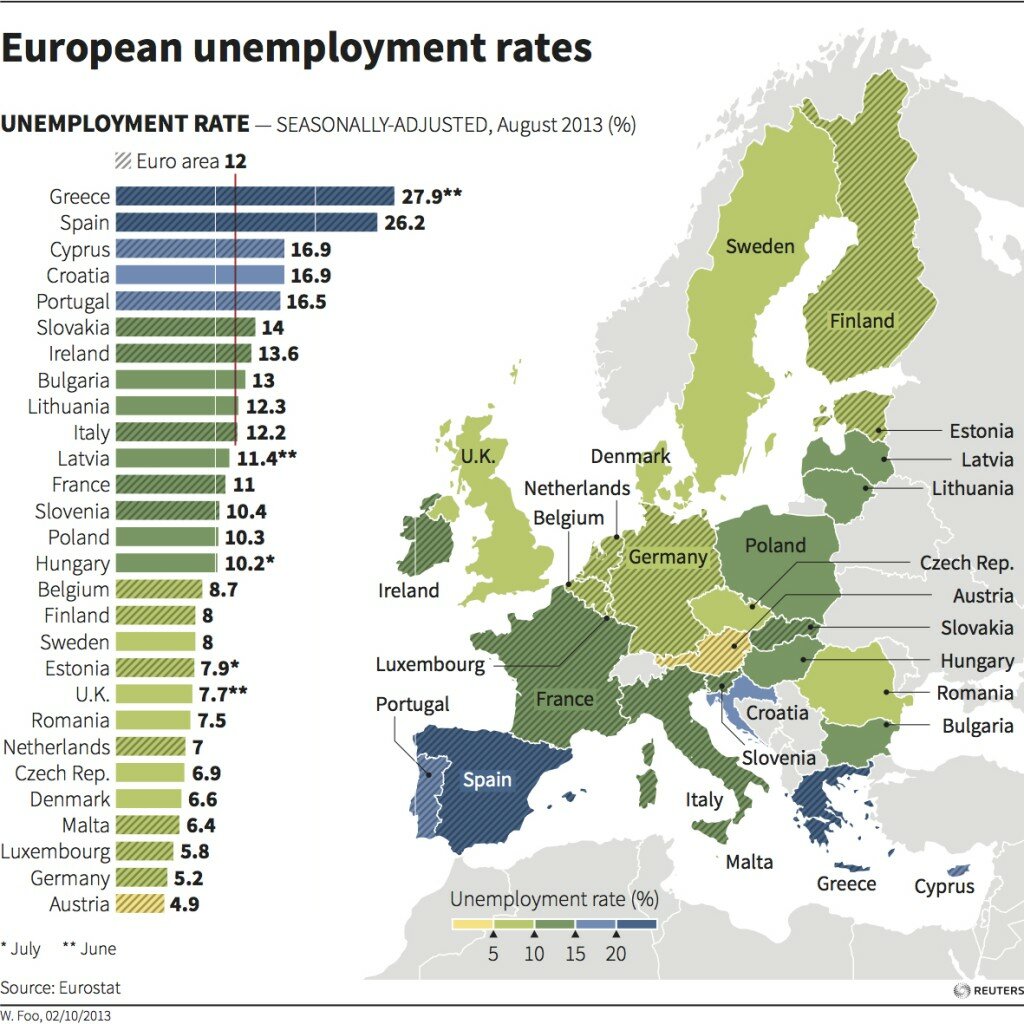 European unemployment rates
UNEMPLOYMENT RATE — SEASONALLY-ADJUSTED, August 2013 (%)
Euro area 12
Greece 27.9**
Spain 26.2
Cyprus 16.9
Croatia 16.9
Portugal 16.5
Slovakia 14
Ireland 13.6
Bulgaria 13
Lithuania 12.3
Italy 12.2
Latvia 11.4**
France 11
Slovenia 10.4
Poland 10.3
Hungary 10.2*
Belgium 8.7
Finland 8
Sweden 8
Estonia 7.9*
U.K. 7.7**
Romania 7.5
Netherlands 7
Czech Rep. 6.9
Denmark 6.6
Malta 6.4
Luxembourg 5.8
Germany 5.2
Austria 4.9
* July ** June
Source: Eurostat
W. Foo, 02/10/2013
Sweden
Finland
Estonia
Latvia
Lithuania
U.K.
Denmark
Netherlands
Belgium
Germany
Poland
Czech Rep.
Ireland
Austria
Slovakia
Luxembourg
Hungary
Romania
France
Portugal
Croatia
Bulgaria
Slovenia
Spain
Italy
Malta
Greece
Cyprus
Unemployment rate (%)
5 10 15 20
REUTERS